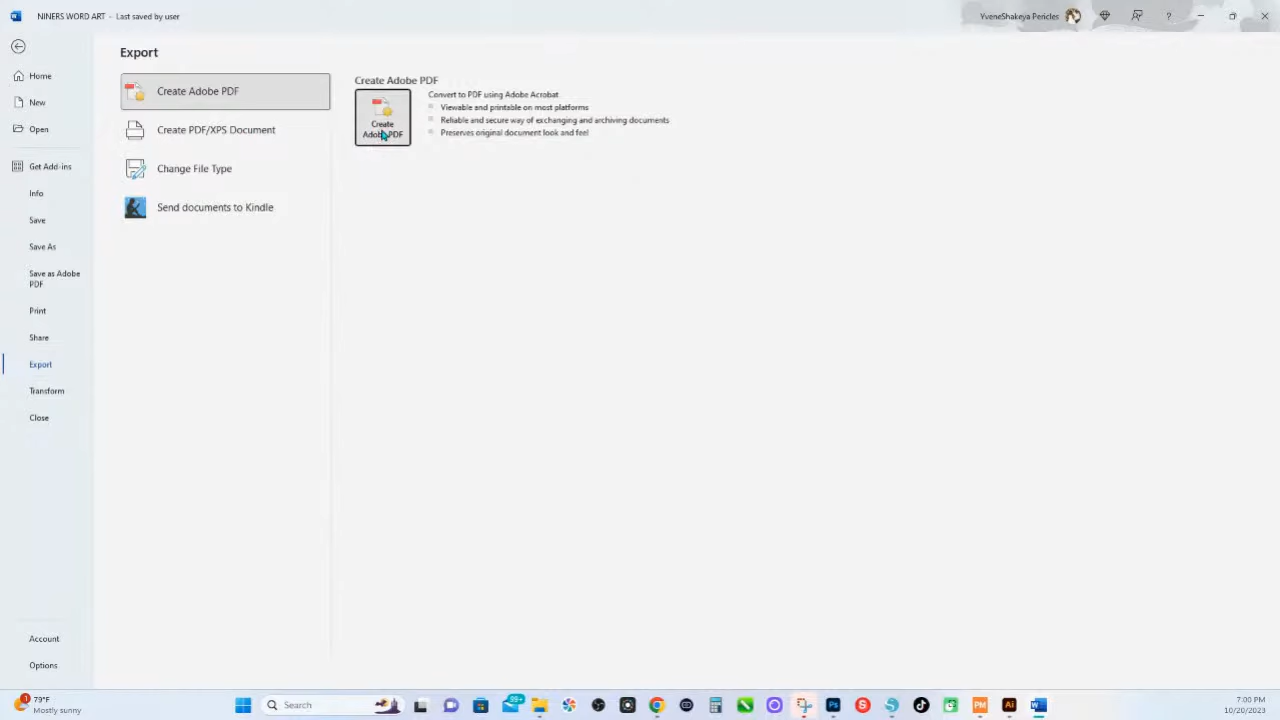 NINERS WORD ART - Last saved by user
YveneShakeya Pericles
?
Export
Home
New
Open
Get Add-ins
Info
Save
Save As
Save as Adobe
PDF
Print
Share
Export
Transform
Close
Account
Options
Create Adobe PDF
Create PDF/XPS Document
Change File Type
Send documents to Kindle
Create Adobe PDF
Create
Adobe PDF
Convert to PDF using Adobe Acrobat
Viewable and printable on most platforms
Reliable and secure way of exchanging and archiving documents
Preserves original document look and feel
1
79°F
Mostly sunny
Search
99+
PM
Ai
7:00 PM
10/20/2023